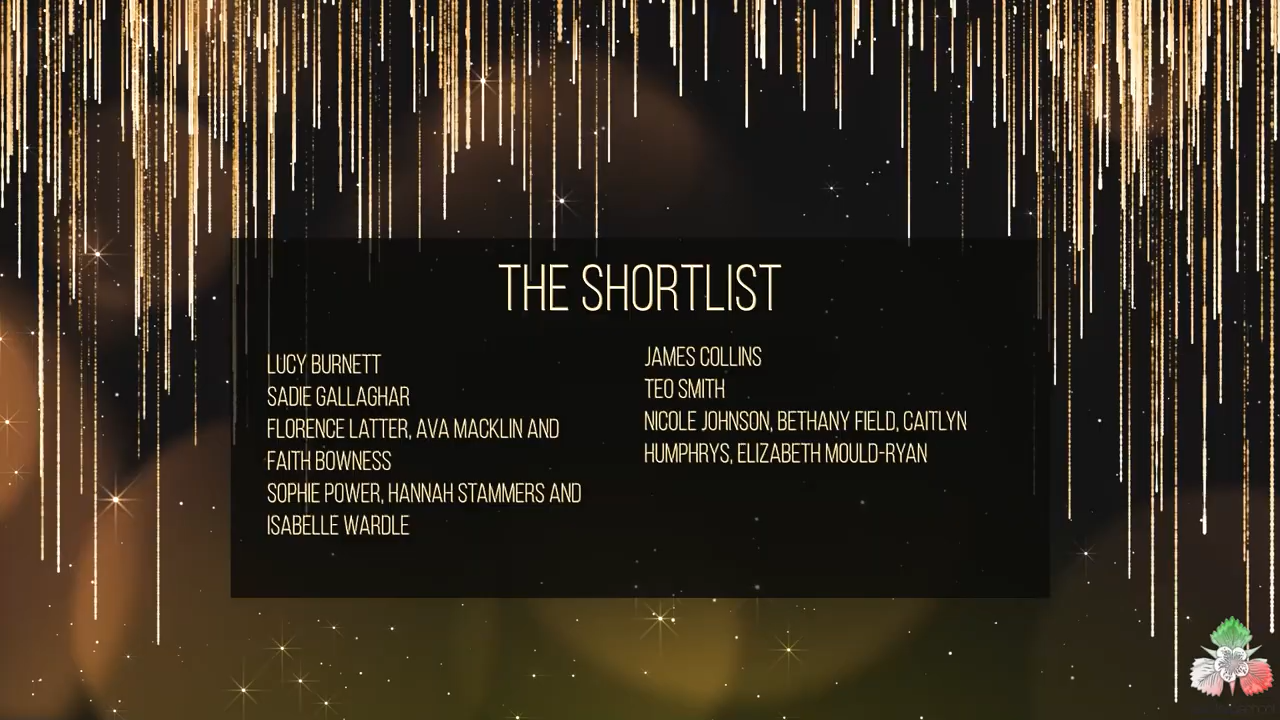 THE SHORTLIST
LUCY BURNETT
SADIE GALLAGHAR
FLORENCE LATTER, AVA MACKLIN AND
FAITH BOWNESS
SOPHIE POWER, HANNAH STAMMERS AND
ISABELLE WARDLE
JAMES COLLINS
TEO SMITH
NICOLE JOHNSON, BETHANY FIELD, CAITLYN
HUMPHRYS, ELIZABETH MOULD-RYAN